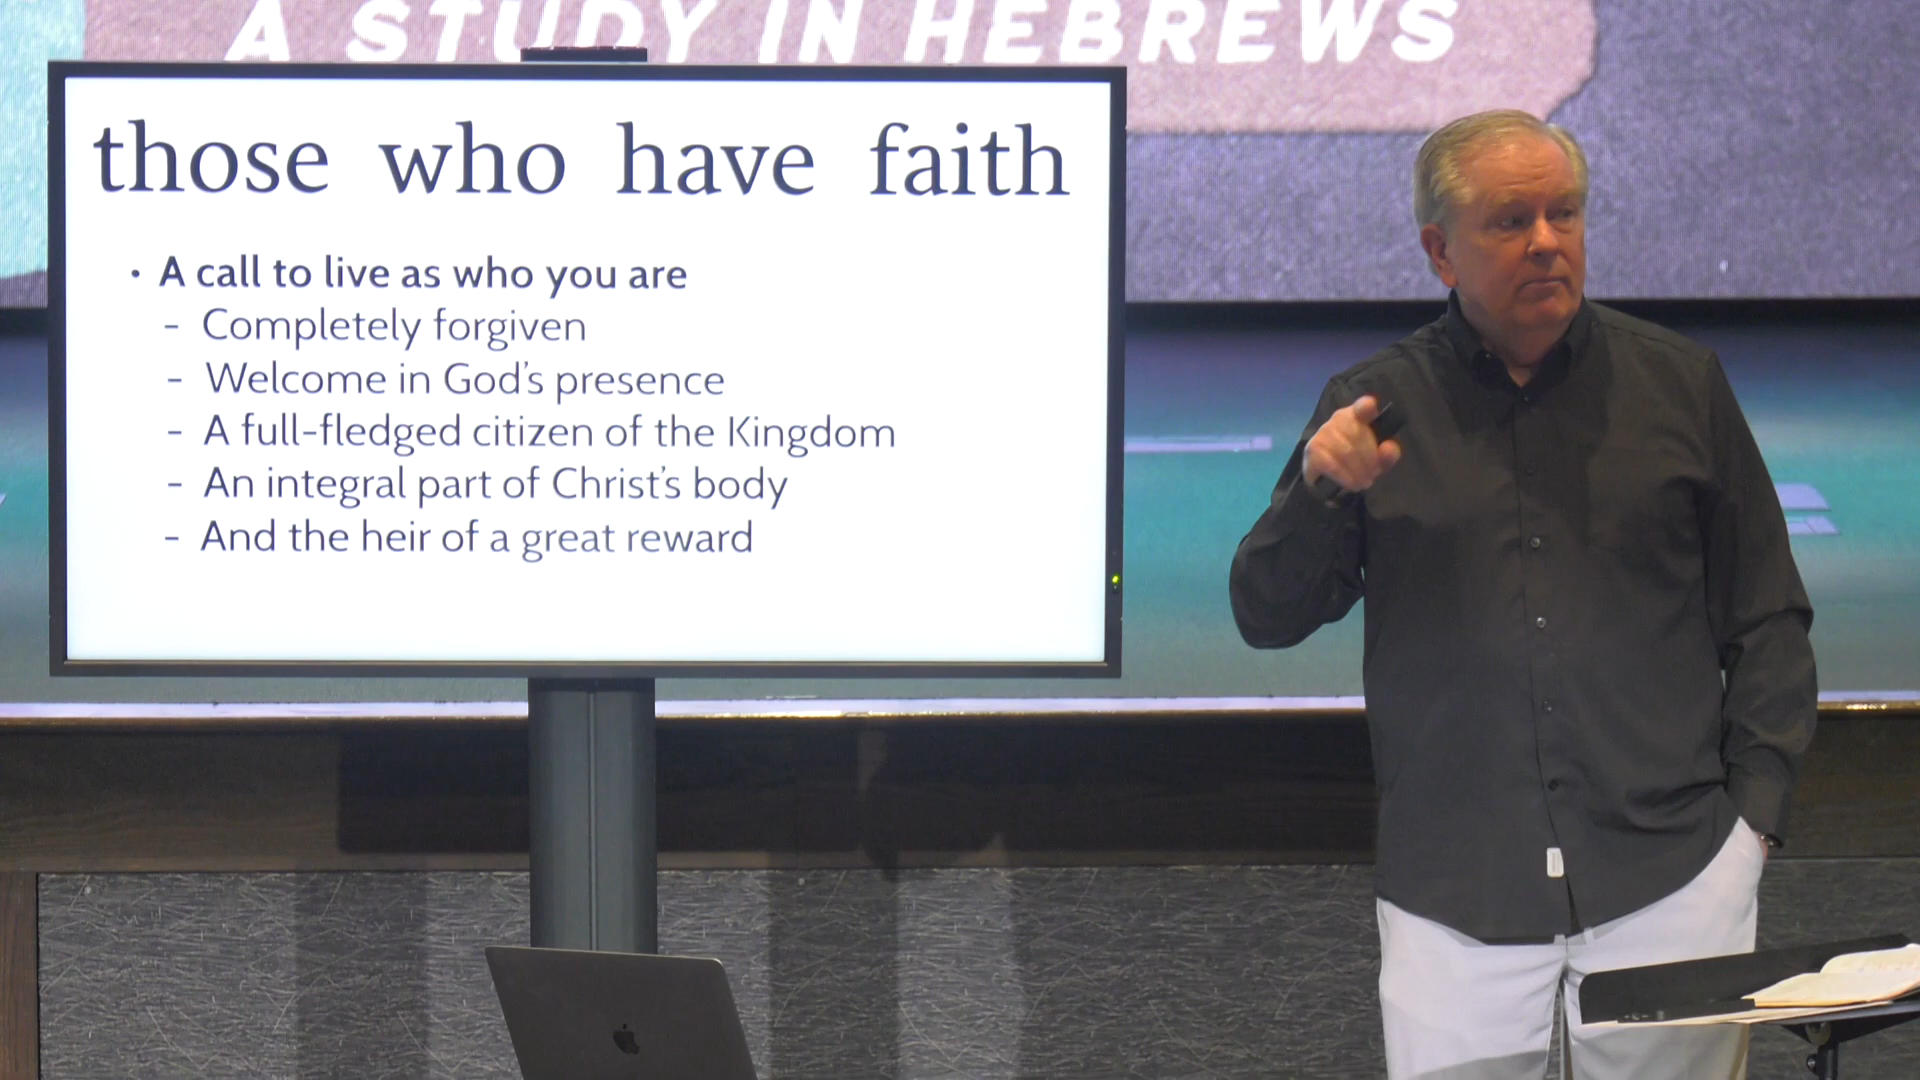 A STUDY IN HEBREWS
those who have faith
• A call to live as who you are
– Completely forgiven
– Welcome in God's presence
– A full-fledged citizen of the Kingdom
– An integral part of Christ's body
– And the heir of a great reward